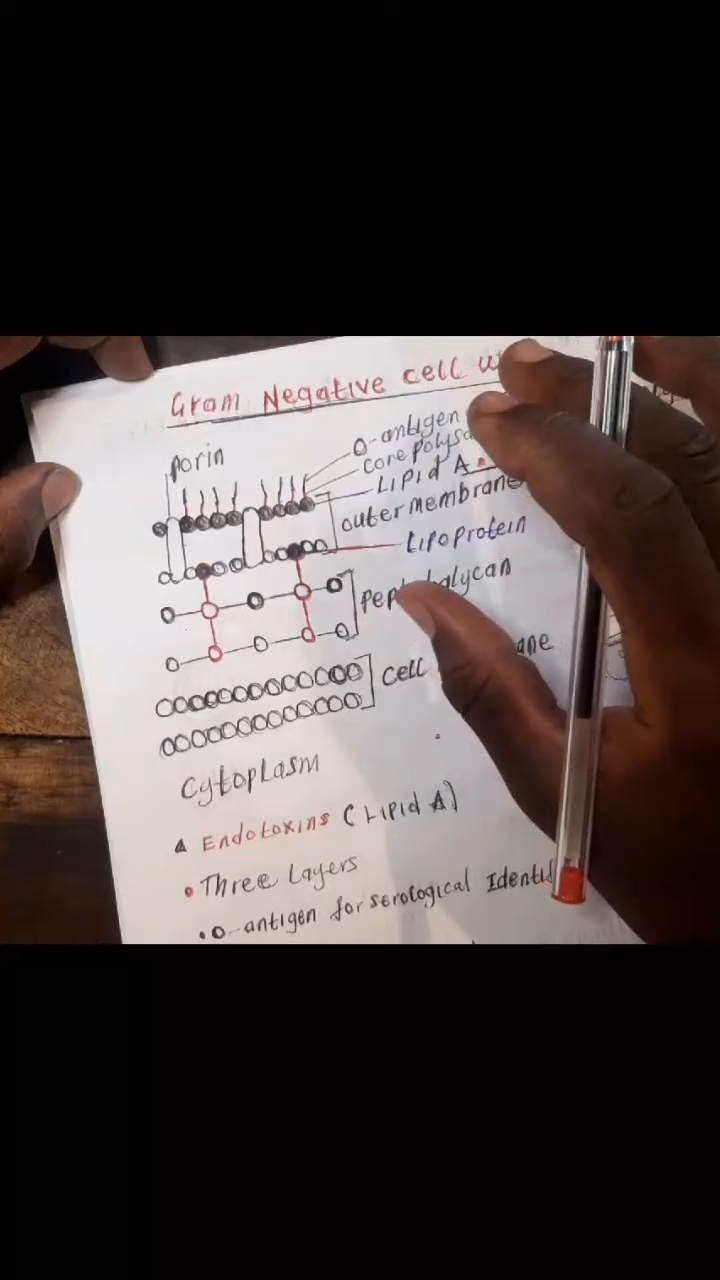 Gram Negative cell
Porin
O-antigen
core
Lipid A
outer membrane
Lipoprotein
Peptidoglycan
cell
Cytoplasm
Endotoxins (Lipid A)
Three Layers
O-antigen for serological